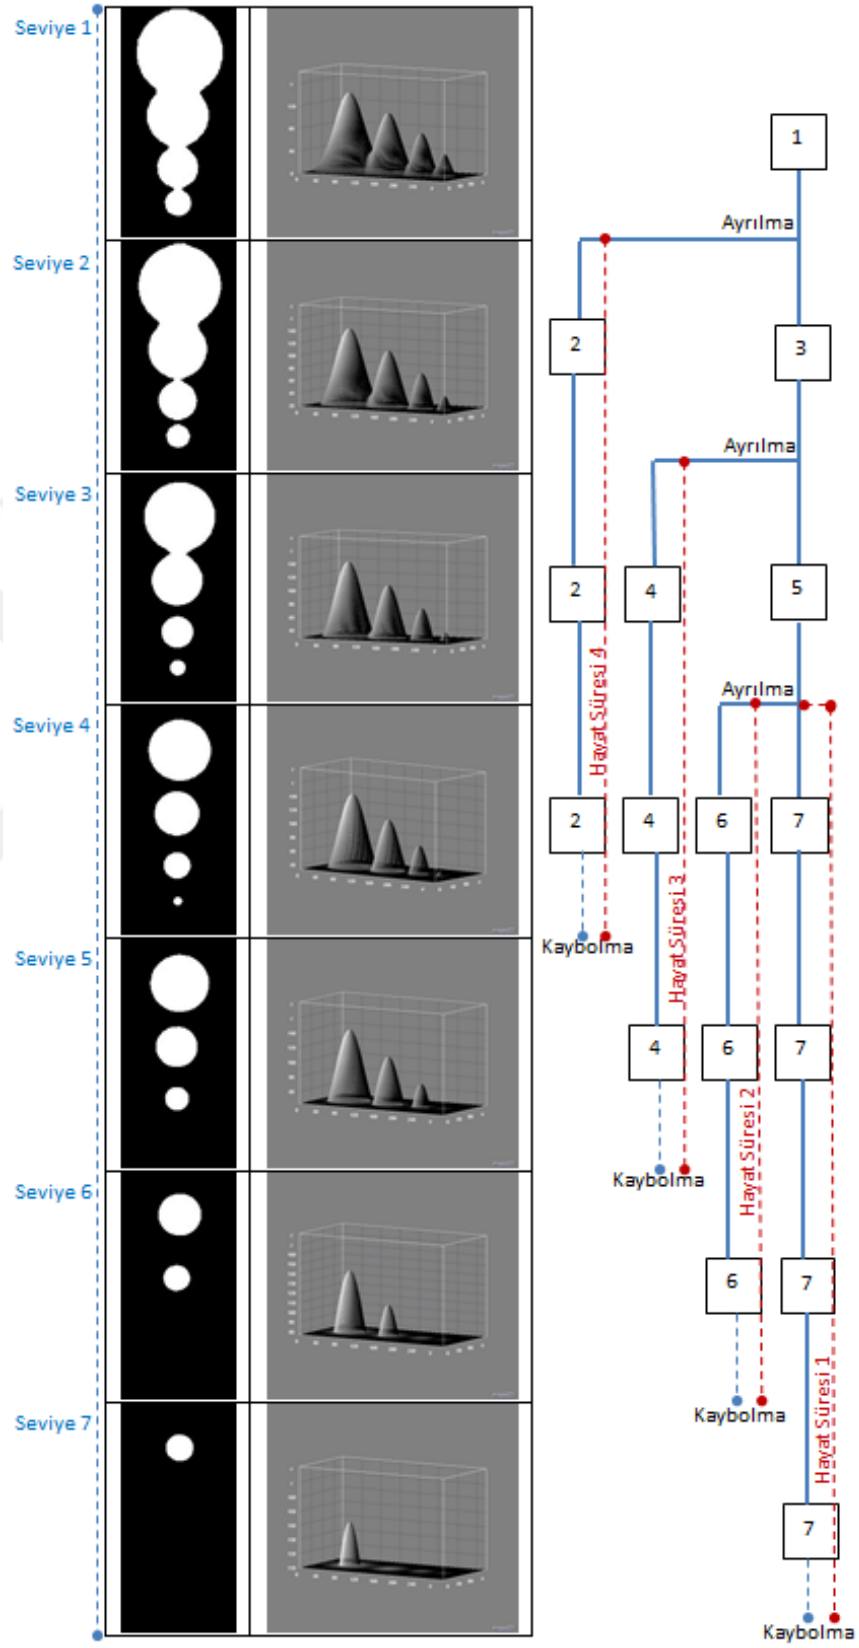 Seviye 1
1
Ayrılma
Seviye 2
2
3
Ayrılma
Seviye 3
2
4
5
Hayat Süresi 4
Ayrılma
Seviye 4
2
4
6
7
Hayat Süresi 3
Kaybolma
Seviye 5
4
6
7
Hayat Süresi 2
Kaybolma
Seviye 6
6
7
Hayat Süresi 1
Kaybolma
Seviye 7
7
Kaybolma